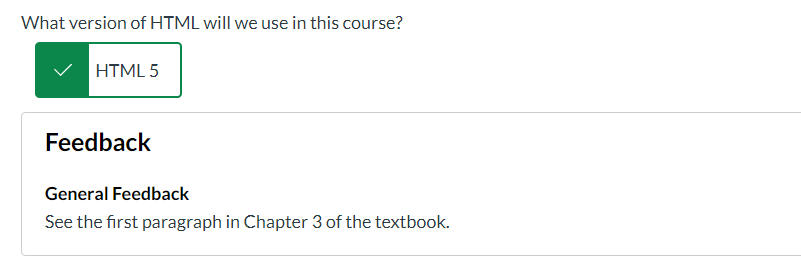 What version of HTML will we use in this course?
HTML 5
Feedback
General Feedback
See the first paragraph in Chapter 3 of the textbook.